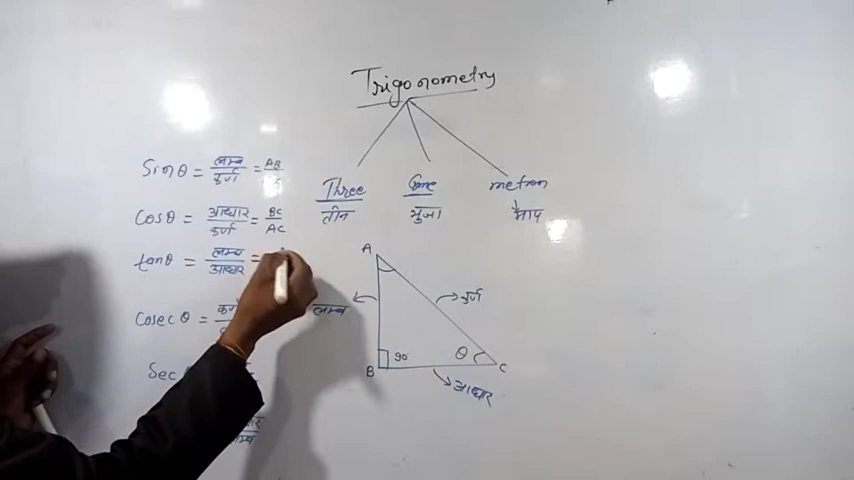 Trigonometry
Three Gone metron
तीन भुजा माप
Sinθ = लम्ब/कर्ण = AB
Cosθ = आधार/कर्ण = BC/AC
tanθ = लम्ब/आधार =
Cosec θ =
Sec
A
कर्ण
लम्ब
90°
θ
B
C
आधार